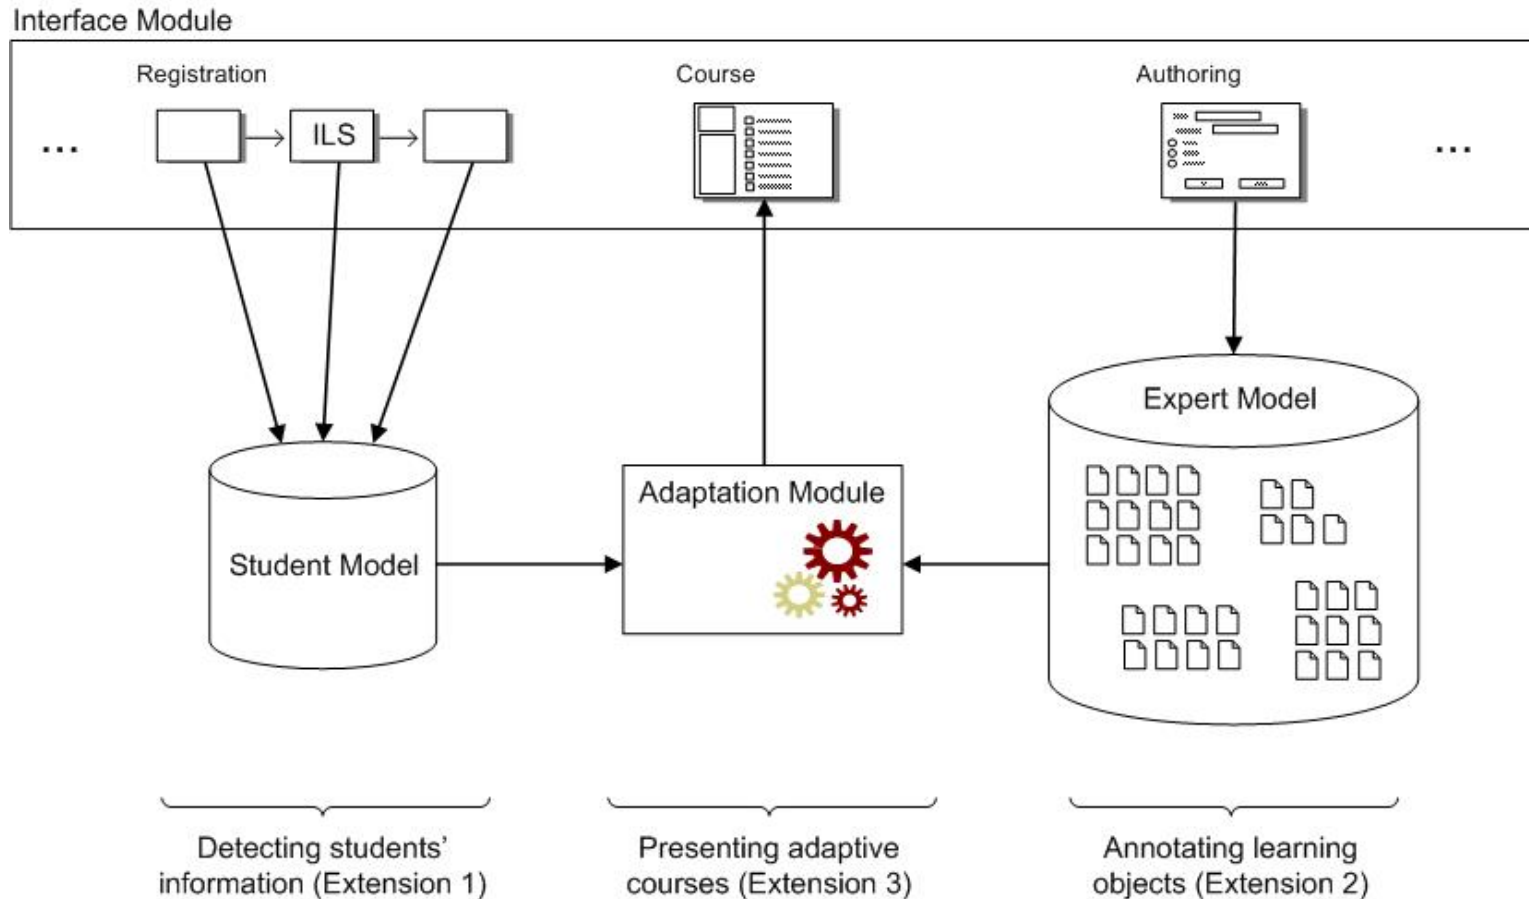 Interface Module
Registration
Course
Authoring
...
ILS
...
Expert Model
Adaptation Module
Student Model
Detecting students’
information (Extension 1)
Presenting adaptive
courses (Extension 3)
Annotating learning
objects (Extension 2)